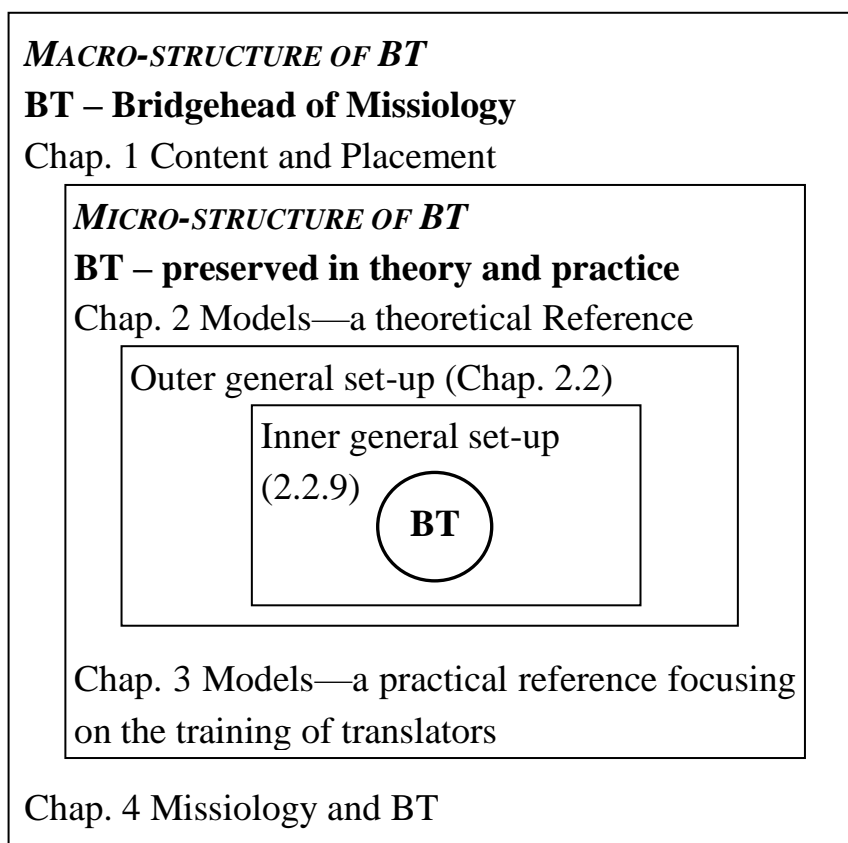 MACRO-STRUCTURE OF BT
BT – Bridgehead of Missiology
Chap. 1 Content and Placement
MICRO-STRUCTURE OF BT
BT – preserved in theory and practice
Chap. 2 Models—a theoretical Reference
Outer general set-up (Chap. 2.2)
Inner general set-up
(2.2.9)
BT
Chap. 3 Models—a practical reference focusing
on the training of translators
Chap. 4 Missiology and BT